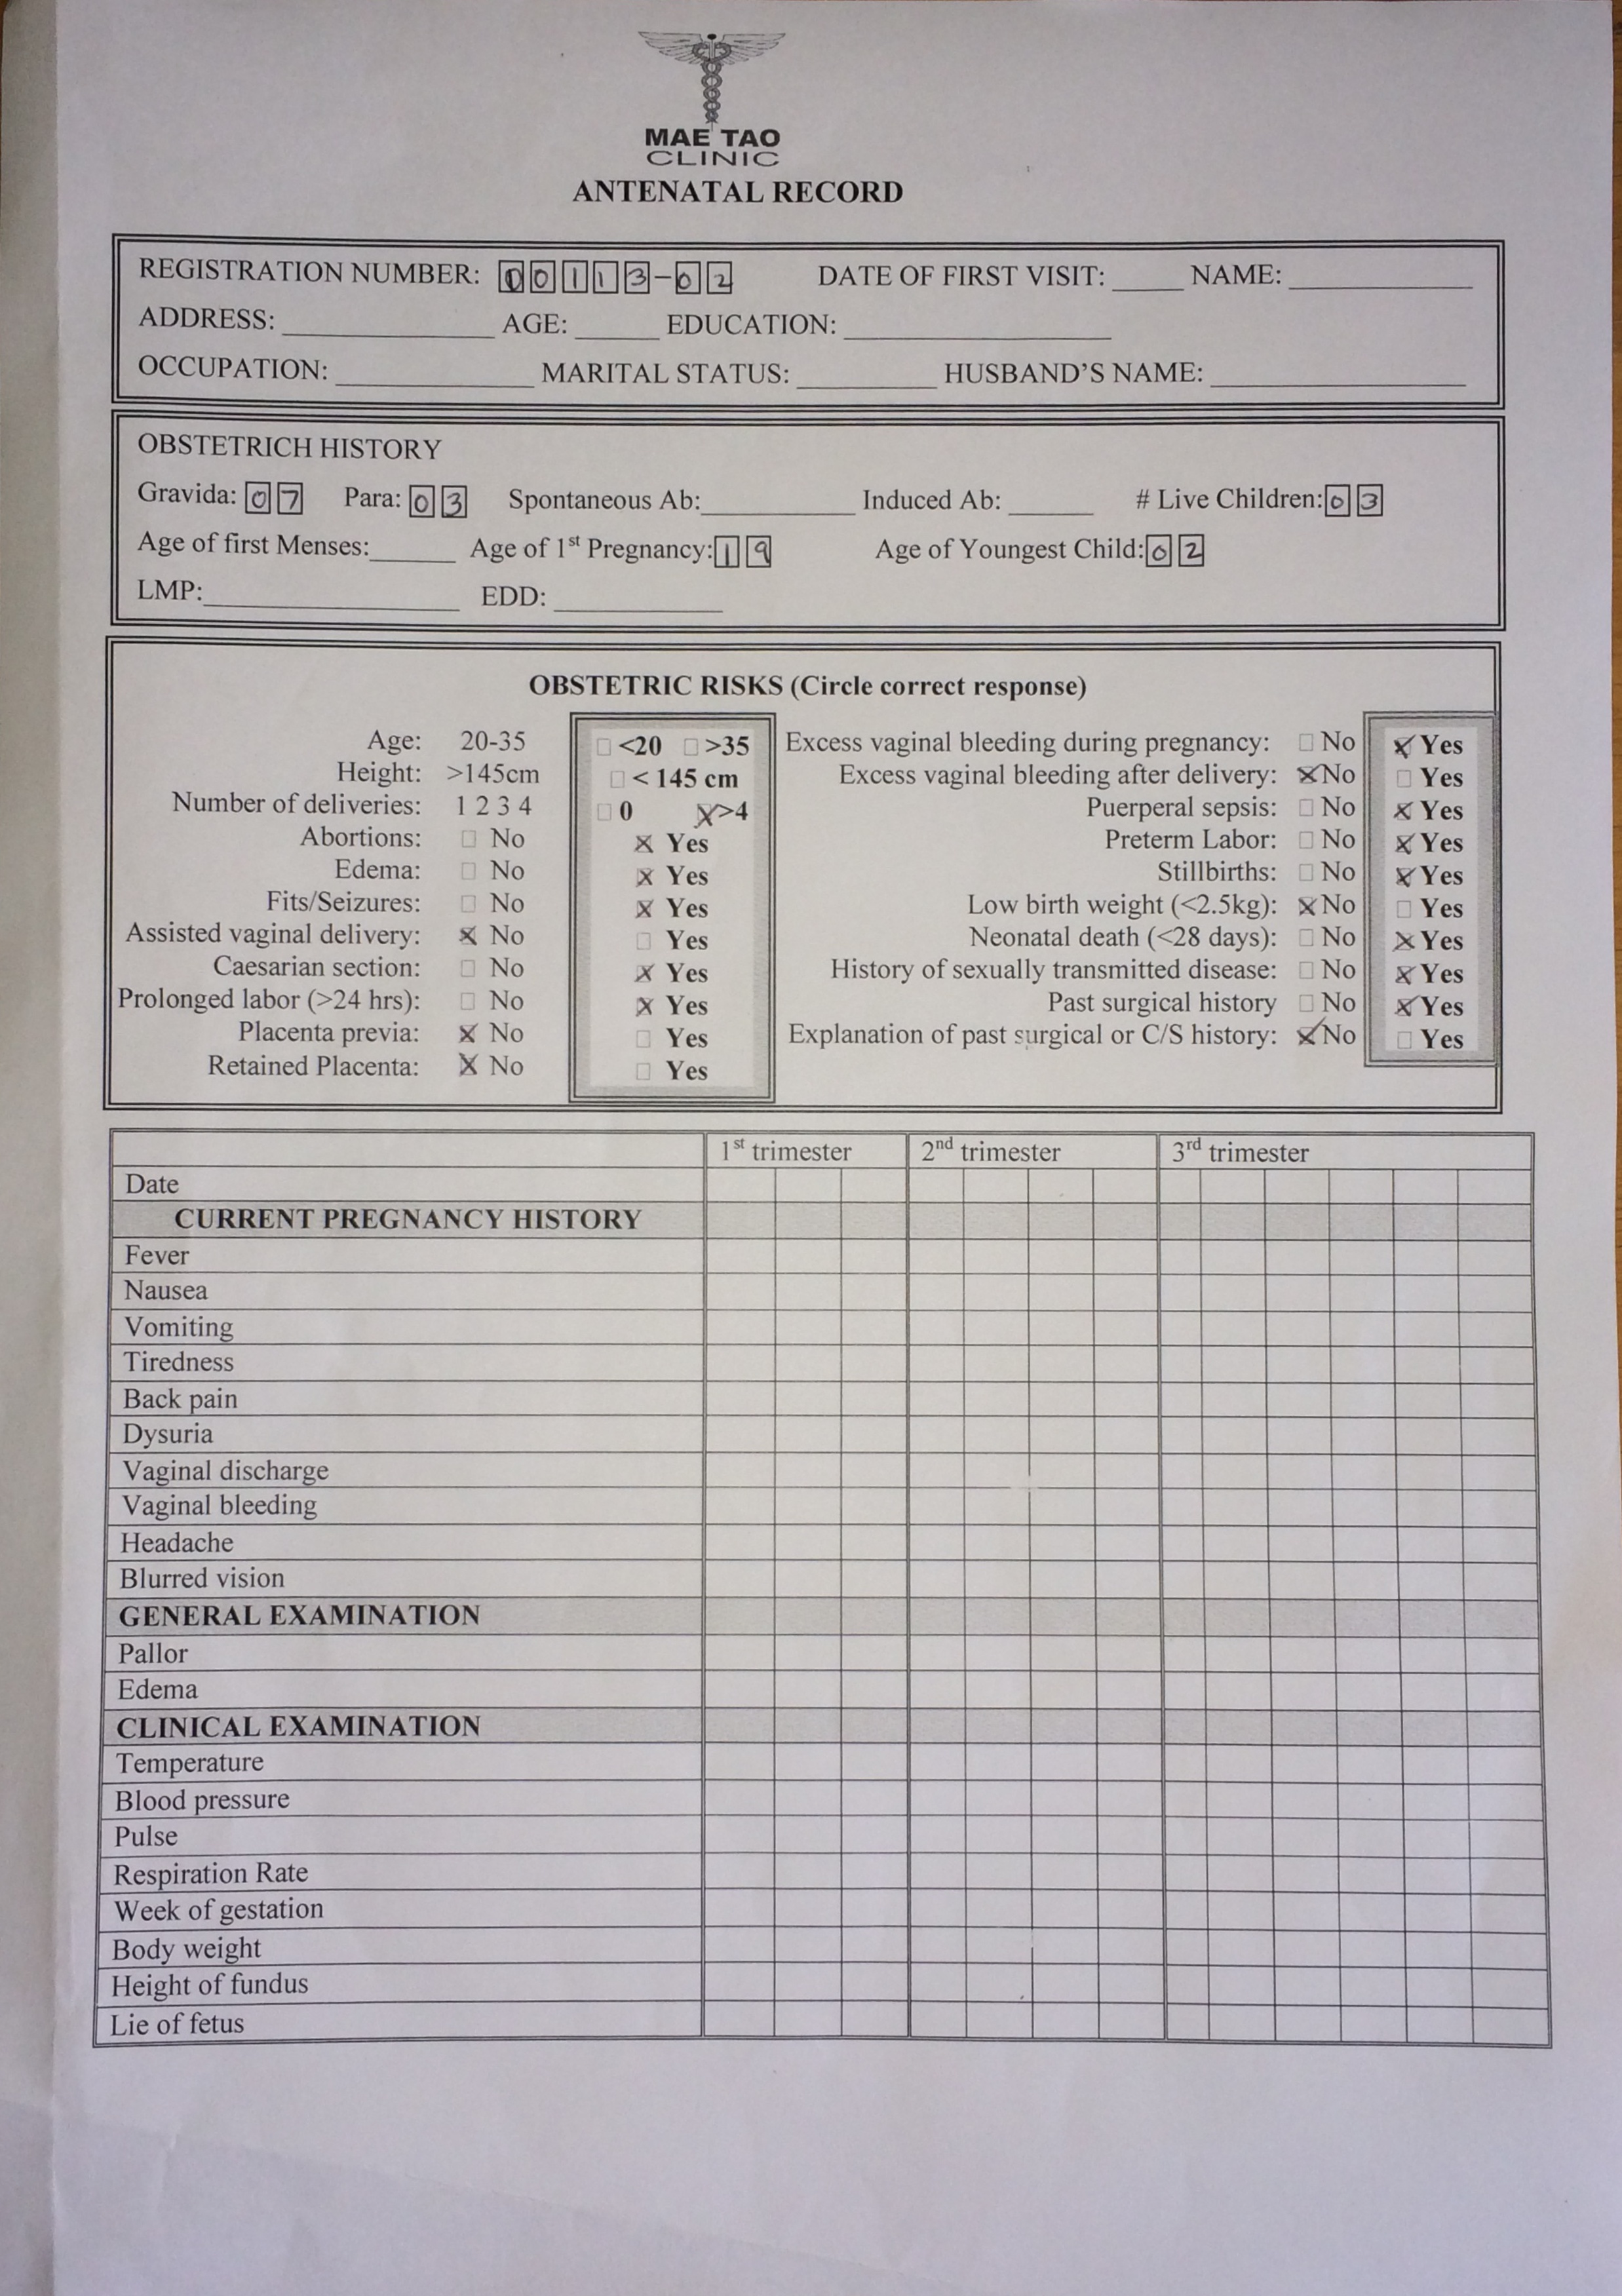 MAE TAO
CLINIC
ANTENATAL RECORD
REGISTRATION NUMBER: 00113-02 DATE OF FIRST VISIT: _____ NAME: _____________
ADDRESS: _______________ AGE: ______ EDUCATION: ___________________
OCCUPATION: ______________ MARITAL STATUS: __________ HUSBAND'S NAME: __________________
OBSTETRICH HISTORY
Gravida: 07 Para: 03 Spontaneous Ab:___________ Induced Ab: ______ # Live Children: 03
Age of first Menses:______ Age of 1st Pregnancy: 19 Age of Youngest Child: 02
LMP:__________________ EDD: ____________
OBSTETRIC RISKS (Circle correct response)
Age: 20-35 ☐ <20 ☐ >35 Excess vaginal bleeding during pregnancy: ☐ No ☒ Yes
Height: >145cm ☐ < 145 cm Excess vaginal bleeding after delivery: ☒ No ☐ Yes
Number of deliveries: 1 2 3 4 ☐ 0 ☒ >4 Puerperal sepsis: ☐ No ☒ Yes
Abortions: ☐ No ☒ Yes Preterm Labor: ☐ No ☒ Yes
Edema: ☐ No ☒ Yes Stillbirths: ☐ No ☒ Yes
Fits/Seizures: ☐ No ☒ Yes Low birth weight (<2.5kg): ☒ No ☐ Yes
Assisted vaginal delivery: ☒ No ☐ Yes Neonatal death (<28 days): ☐ No ☒ Yes
Caesarian section: ☐ No ☒ Yes History of sexually transmitted disease: ☐ No ☒ Yes
Prolonged labor (>24 hrs): ☐ No ☒ Yes Past surgical history ☐ No ☒ Yes
Placenta previa: ☒ No ☐ Yes Explanation of past surgical or C/S history: ☒ No ☐ Yes
Retained Placenta: ☒ No ☐ Yes
1st trimester 2nd trimester 3rd trimester
Date
CURRENT PREGNANCY HISTORY
Fever
Nausea
Vomiting
Tiredness
Back pain
Dysuria
Vaginal discharge
Vaginal bleeding
Headache
Blurred vision
GENERAL EXAMINATION
Pallor
Edema
CLINICAL EXAMINATION
Temperature
Blood pressure
Pulse
Respiration Rate
Week of gestation
Body weight
Height of fundus
Lie of fetus